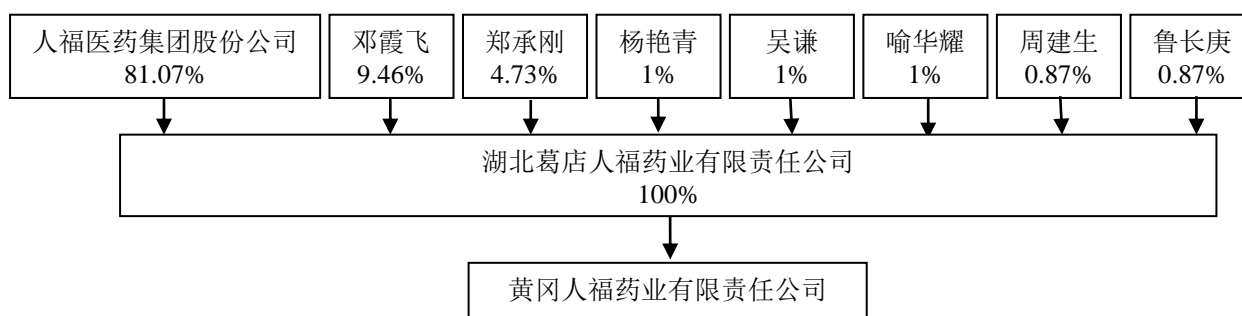 人福医药集团股份公司
81.07%
邓霞飞
9.46%
郑承刚
4.73%
杨艳青
1%
吴谦
1%
喻华耀
1%
周建生
0.87%
鲁长庚
0.87%
湖北葛店人福药业有限责任公司
100%
黄冈人福药业有限责任公司